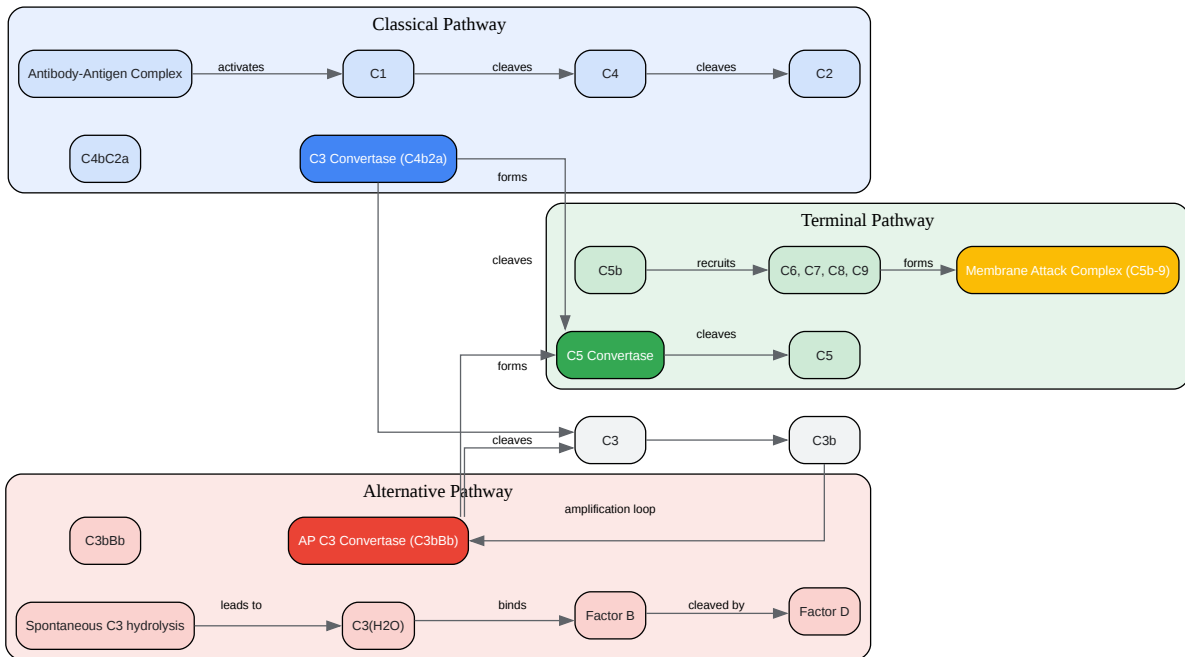 Classical Pathway
Antibody-Antigen Complex
activates
C1
cleaves
C4
cleaves
C2
C4bC2a
C3 Convertase (C4b2a)
forms
cleaves
Terminal Pathway
C5b
recruits
C6, C7, C8, C9
forms
Membrane Attack Complex (C5b-9)
C5 Convertase
cleaves
C5
forms
cleaves
C3
C3b
Alternative Pathway
amplification loop
C3bBb
AP C3 Convertase (C3bBb)
Spontaneous C3 hydrolysis
leads to
C3(H2O)
binds
Factor B
cleaved by
Factor D